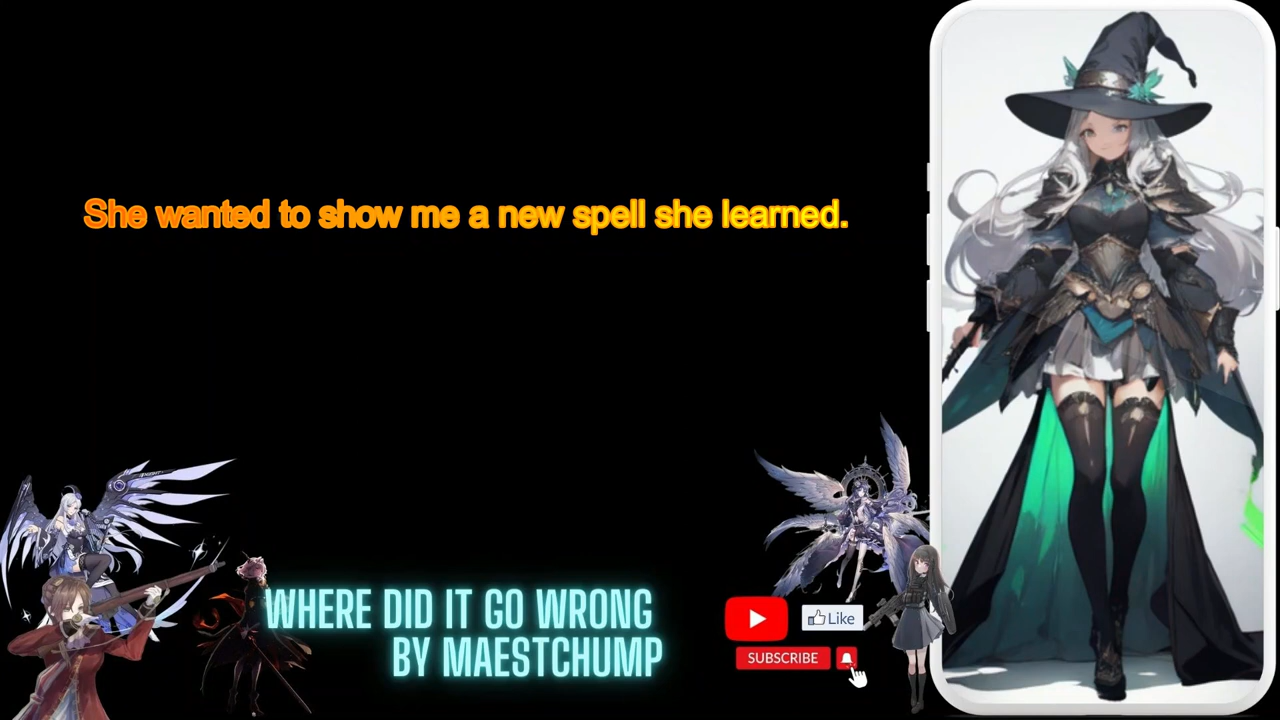 She wanted to show me a new spell she learned.
WHERE DID IT GO WRONG
BY MAESTCHUMP
Like
SUBSCRIBE